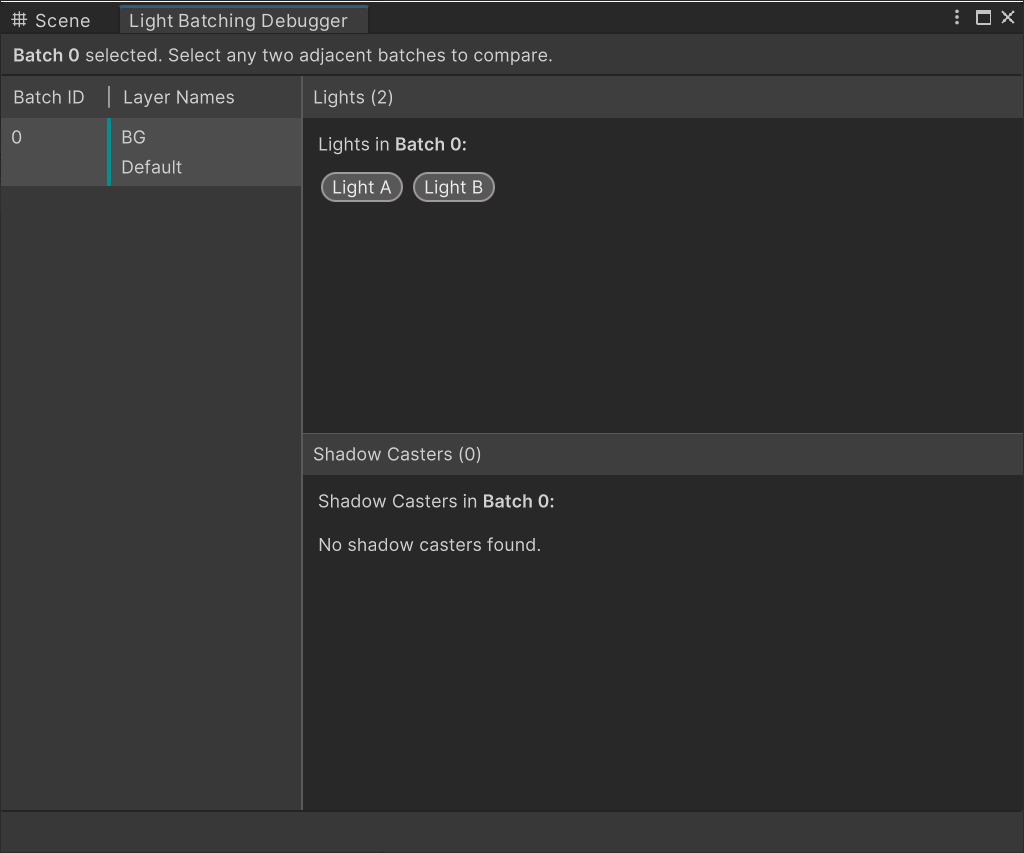 Scene Light Batching Debugger
Batch 0 selected. Select any two adjacent batches to compare.
Batch ID Layer Names
0 BG
Default
Lights (2)
Lights in Batch 0:
Light A Light B
Shadow Casters (0)
Shadow Casters in Batch 0:
No shadow casters found.